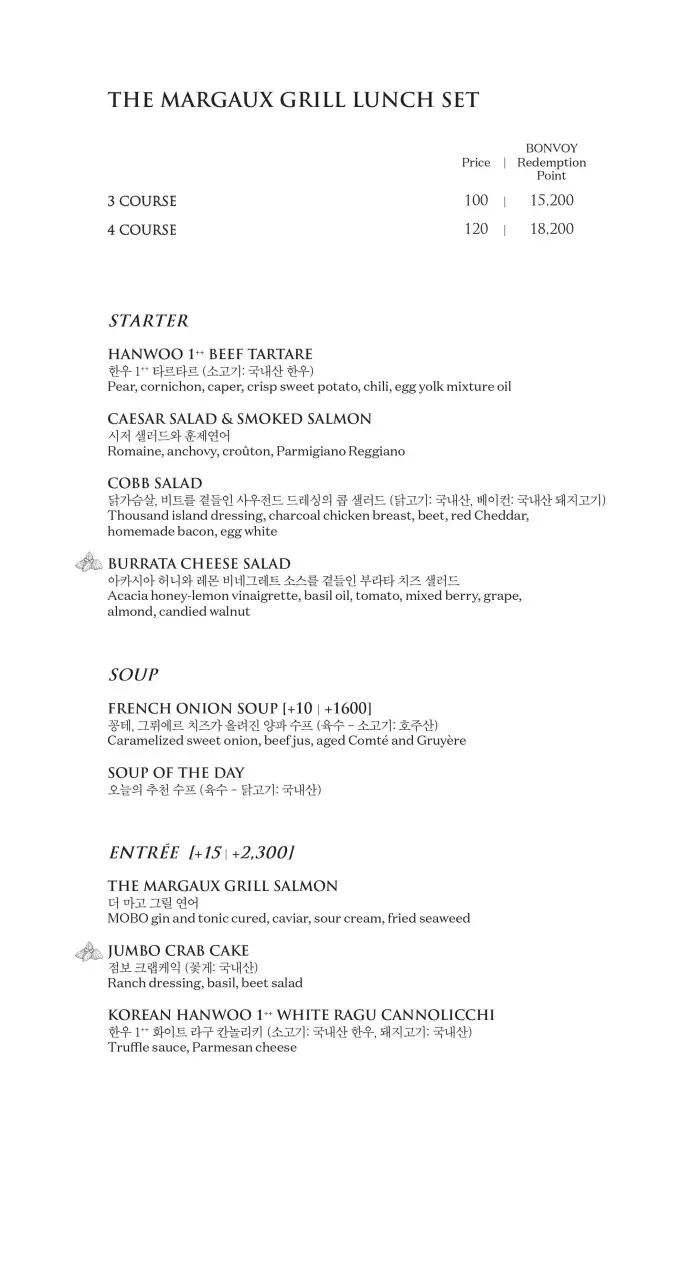 THE MARGAUX GRILL LUNCH SET
BONVOY
Price | Redemption
Point
3 COURSE 100 | 15,200
4 COURSE 120 | 18,200
STARTER
HANWOO 1++ BEEF TARTARE
한우 1++ 타르타르 (소고기: 국내산 한우)
Pear, cornichon, caper, crisp sweet potato, chili, egg yolk mixture oil
CAESAR SALAD & SMOKED SALMON
시저 샐러드와 훈제연어
Romaine, anchovy, croûton, Parmigiano Reggiano
COBB SALAD
닭가슴살, 비트를 곁들인 사우전드 드레싱의 콥 샐러드 (닭고기: 국내산, 베이컨: 국내산 돼지고기)
Thousand island dressing, charcoal chicken breast, beet, red Cheddar,
homemade bacon, egg white
BURRATA CHEESE SALAD
아카시아 허니와 레몬 비네그레트 소스를 곁들인 부라타 치즈 샐러드
Acacia honey-lemon vinaigrette, basil oil, tomato, mixed berry, grape,
almond, candied walnut
SOUP
FRENCH ONION SOUP [+10 | +1600]
꽁테, 그뤼에르 치즈가 올려진 양파 수프 (육수 – 소고기: 호주산)
Caramelized sweet onion, beef jus, aged Comté and Gruyère
SOUP OF THE DAY
오늘의 추천 수프 (육수 – 닭고기: 국내산)
ENTRÉE [+15 | +2,300]
THE MARGAUX GRILL SALMON
더 마고 그릴 연어
MOBO gin and tonic cured, caviar, sour cream, fried seaweed
JUMBO CRAB CAKE
점보 크랩케익 (꽃게: 국내산)
Ranch dressing, basil, beet salad
KOREAN HANWOO 1++ WHITE RAGU CANNOLICCHI
한우 1++ 화이트 라구 칸놀리키 (소고기: 국내산 한우, 돼지고기: 국내산)
Truffle sauce, Parmesan cheese